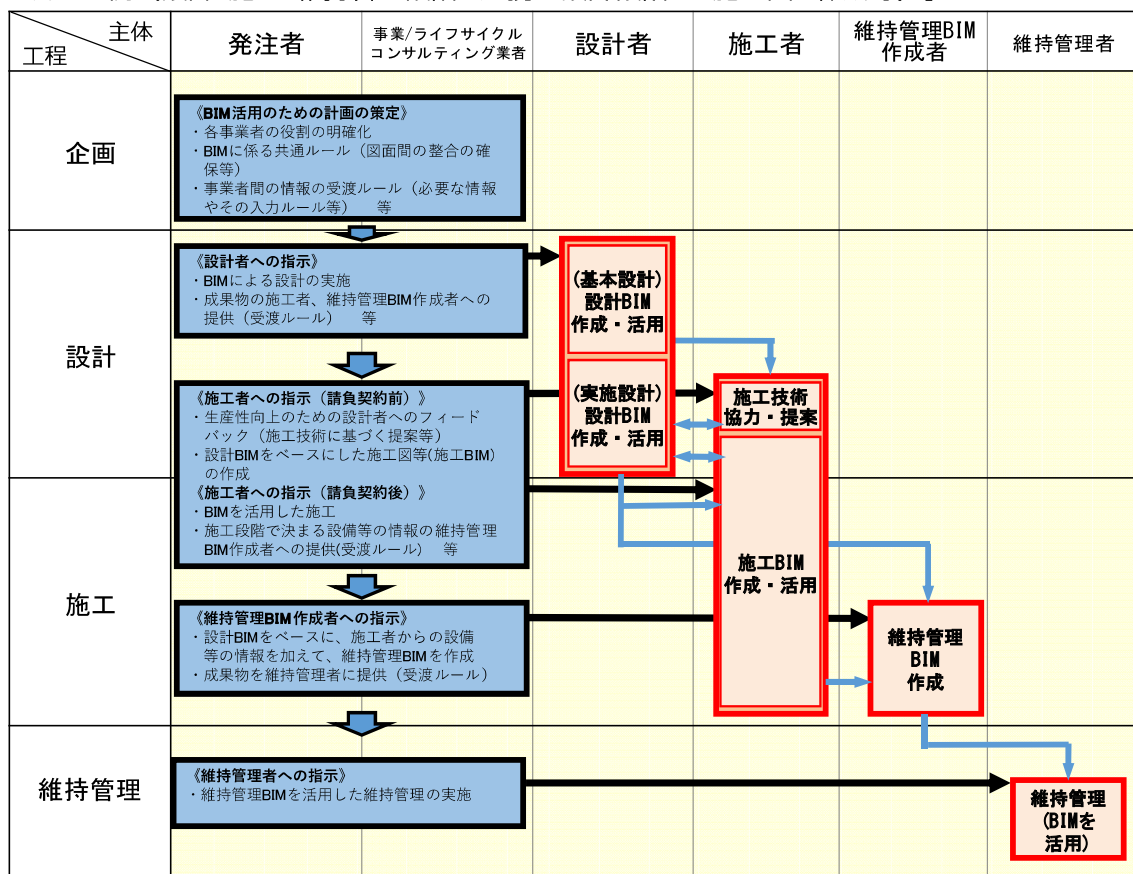 主体
工程
発注者
事業/ライフサイクル
コンサルティング業者
設計者
施工者
維持管理BIM
作成者
維持管理者
企画
《BIM活用のための計画の策定》
・各事業者の役割の明確化
・BIMに係る共通ルール（図面間の整合の確
保等）
・事業者間の情報の受渡ルール（必要な情報
やその入力ルール等）　等
設計
《設計者への指示》
・BIMによる設計の実施
・成果物の施工者、維持管理BIM作成者への
提供（受渡ルール）　等
(基本設計)
設計BIM
作成・活用
《施工者への指示（請負契約前）》
・生産性向上のための設計者へのフィード
バック（施工技術に基づく提案等）
・設計BIMをベースにした施工図等(施工BIM)
の作成
(実施設計)
設計BIM
作成・活用
施工技術
協力・提案
施工
《施工者への指示（請負契約後）》
・BIMを活用した施工
・施工段階で決まる設備等の情報の維持管理
BIM作成者への提供(受渡ルール)　等
施工BIM
作成・活用
《維持管理BIM作成者への指示》
・設計BIMをベースに、施工者からの設備
等の情報を加えて、維持管理BIMを作成
・成果物を維持管理者に提供（受渡ルール）
維持管理
BIM
作成
維持管理
《維持管理者への指示》
・維持管理BIMを活用した維持管理の実施
維持管理
(BIMを
活用)